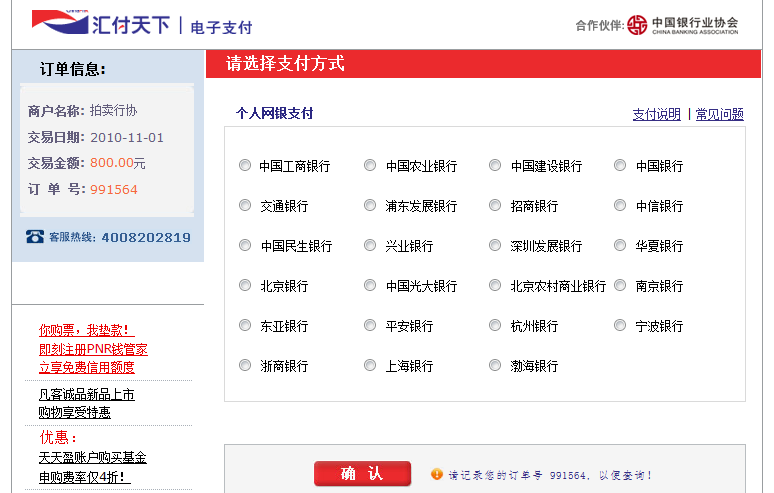 汇付天下 | 电子支付
合作伙伴: 中国银行业协会
CHINA BANKING ASSOCIATION
订单信息:
商户名称: 拍卖行协
交易日期: 2010-11-01
交易金额: 800.00元
订 单 号: 991564
客服热线: 4008202819
你购票，我垫款！
即刻注册PNR钱管家
立享免费信用额度
凡客诚品新品上市
购物享受特惠
优惠：
天天盈账户购买基金
申购费率仅4折！
请选择支付方式
个人网银支付
支付说明 | 常见问题
中国工商银行 中国农业银行 中国建设银行 中国银行
交通银行 浦东发展银行 招商银行 中信银行
中国民生银行 兴业银行 深圳发展银行 华夏银行
北京银行 中国光大银行 北京农村商业银行 南京银行
东亚银行 平安银行 杭州银行 宁波银行
浙商银行 上海银行 渤海银行
确 认
请记录您的订单号 991564, 以便查询!